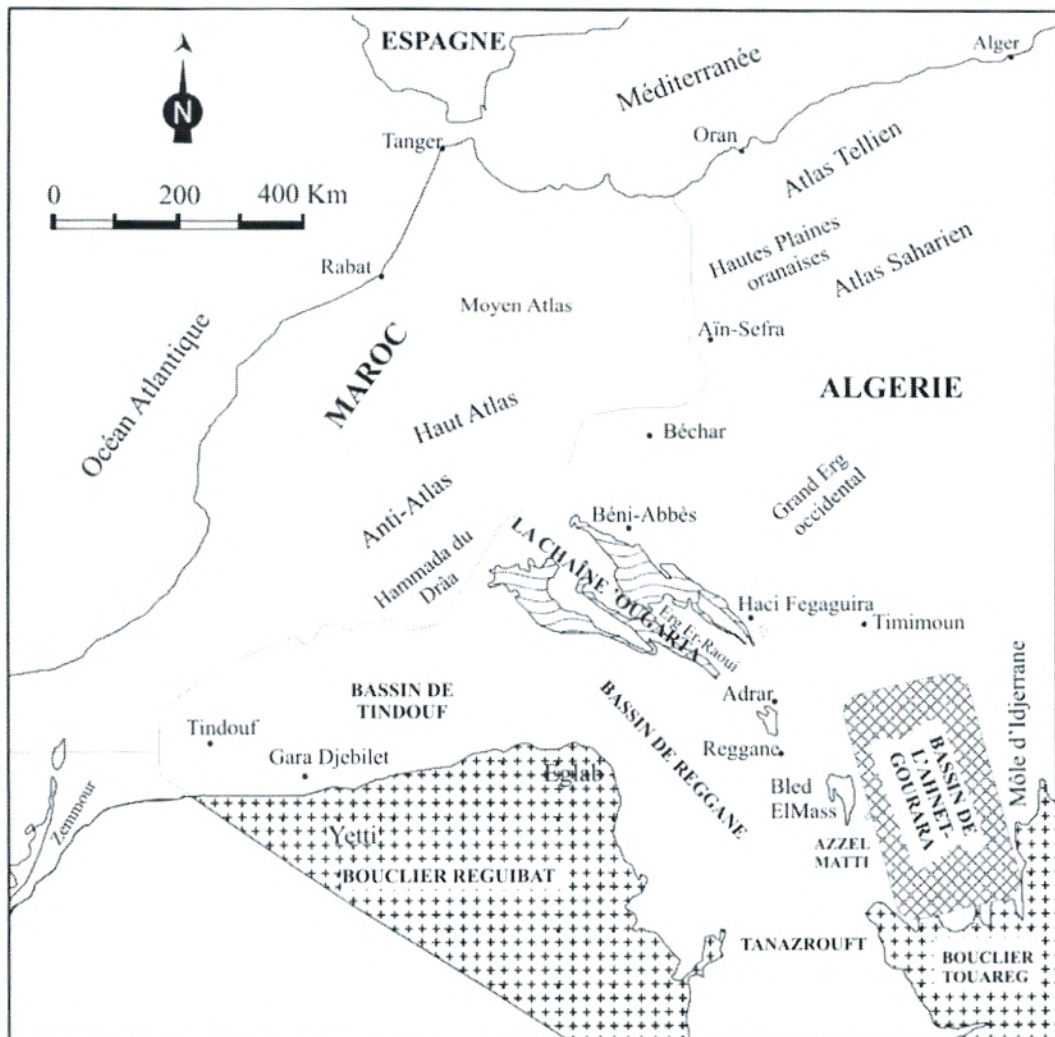 ESPAGNE
Alger
Méditerranée
N
Tanger
Oran
Atlas Tellien
0 200 400 Km
Hautes Plaines
oranaises
Atlas Saharien
Rabat
Moyen Atlas
Aïn-Sefra
Océan Atlantique
MAROC
ALGERIE
Haut Atlas
Béchar
Grand Erg
occidental
Anti-Atlas
Béni-Abbès
LA CHAÎNE 'OUGARTA
Hammada du
Drâa
Erg Er-Raoui
Haci Fegaguira
Timimoun
BASSIN DE
TINDOUF
Adrar
BASSIN DE REGGANE
Môle d'Idjerrane
Tindouf
Reggane
Gara Djebilet
Eglab
BASSIN DE
L'AHNET-
GOURARA
Bled
ElMass
Zemmour
Yetti
AZZEL
MATTI
BOUCLIER REGUIBAT
TANAZROUFT
BOUCLIER
TOUAREG